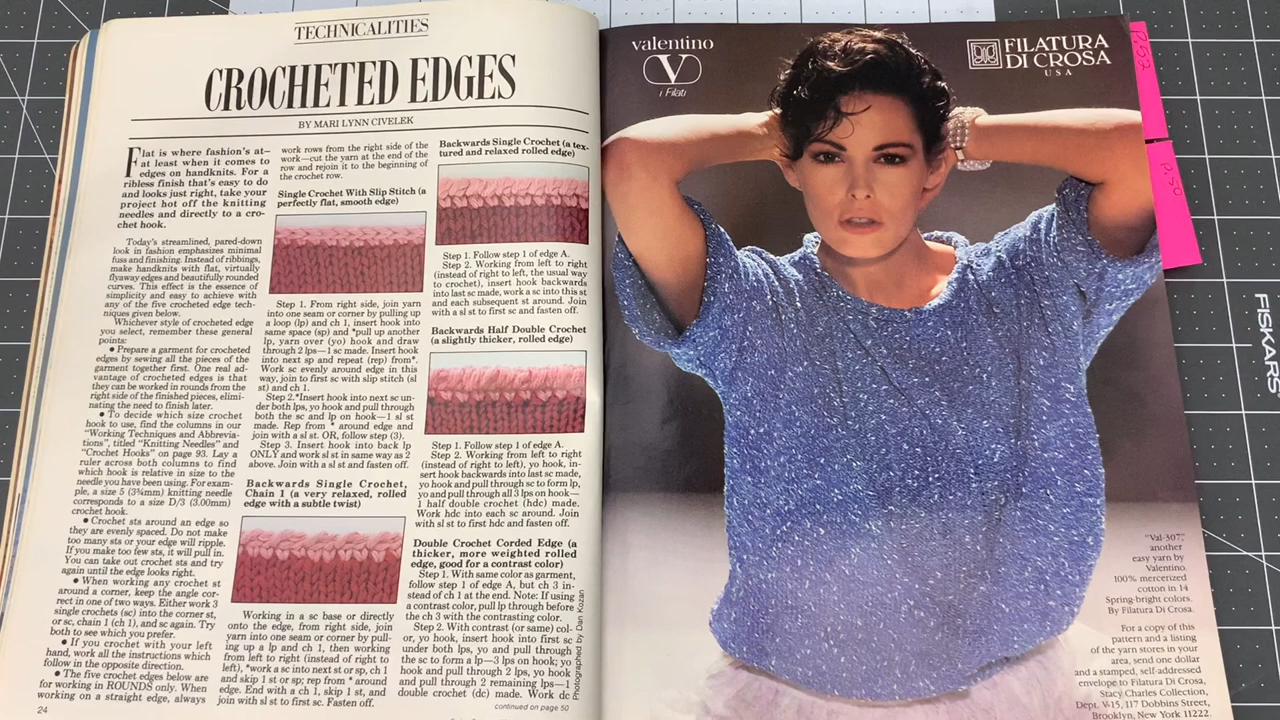 TECHNICALITIES
CROCHETED EDGES
BY MARI LYNN CIVELEK
Flat is where fashion's at—
at least when it comes to
edges on handknits. For a
ribless finish that's easy to do
and looks just right, take your
project hot off the knitting
needles and directly to a cro-
chet hook.
Today's streamlined, pared-down
look in fashion emphasizes minimal
fuss and finishing. Instead of ribbings,
make handknits with flat, virtually
flyaway edges and beautifully rounded
curves. This effect is the essence of
simplicity and easy to achieve with
any of the five crocheted edge tech-
niques given below.
Whichever style of crocheted edge
you select, remember these general
points:
• Prepare a garment for crocheted
edges by sewing all the pieces of the
garment together first. One real ad-
vantage of crocheted edges is that
they can be worked in rounds from the
right side of the finished pieces, elimi-
nating the need to finish later.
• To decide which size crochet
hook to use, find the columns in our
"Working Techniques and Abbrevia-
tions", titled "Knitting Needles" and
"Crochet Hooks" on page 93. Lay a
ruler across both columns to find
which hook is relative in size to the
needle you have been using. For exam-
ple, a size 5 (3¾mm) knitting needle
corresponds to a size D/3 (3.00mm)
crochet hook.
• Crochet sts around an edge so
they are evenly spaced. Do not make
too many sts or your edge will ripple.
If you make too few sts, it will pull in.
You can take out crochet sts and try
again until the edge looks right.
• When working any crochet st
around a corner, keep the angle cor-
rect in one of two ways. Either work 3
single crochets (sc) into the corner st,
or sc, chain 1 (ch 1), and sc again. Try
both to see which you prefer.
• If you crochet with your left
hand, work all the instructions which
follow in the opposite direction.
• The five crochet edges below are
for working in ROUNDS only. When
working on a straight edge, always
24
work rows from the right side of the
work—cut the yarn at the end of the
row and rejoin it to the beginning of
the crochet row.
Single Crochet With Slip Stitch (a
perfectly flat, smooth edge)
Step 1. From right side, join yarn
into one seam or corner by pulling up
a loop (lp) and ch 1, insert hook into
same space (sp) and *pull up another
lp, yarn over (yo) hook and draw
through 2 lps—1 sc made. Insert hook
into next sp and repeat (rep) from*.
Work sc evenly around edge in this
way, join to first sc with slip stitch (sl
st) and ch 1.
Step 2.*Insert hook into next sc un-
der both lps, yo hook and pull through
both the sc and lp on hook—1 sl st
made. Rep from * around edge and
join with a sl st. OR, follow step (3).
Step 3. Insert hook into back lp
ONLY and work sl st in same way as 2
above. Join with a sl st and fasten off.
Backwards Single Crochet,
Chain 1 (a very relaxed, rolled
edge with a subtle twist)
Working in a sc base or directly
onto the edge, from right side, join
yarn into one seam or corner by pull-
ing up a lp and ch 1, then working
from left to right (instead of right to
left), *work a sc into next st or sp, ch 1
and skip 1 st or sp; rep from * around
edge. End with a ch 1, skip 1 st, and
join with sl st to first sc. Fasten off.
Backwards Single Crochet (a tex-
tured and relaxed rolled edge)
Step 1. Follow step 1 of edge A.
Step 2. Working from left to right
(instead of right to left, the usual way
to crochet), insert hook backwards
into last sc made, work a sc into this st
and each subsequent st around. Join
with a sl st to first sc and fasten off.
Backwards Half Double Crochet
(a slightly thicker, rolled edge)
Step 1. Follow step 1 of edge A.
Step 2. Working from left to right
(instead of right to left), yo hook, in-
sert hook backwards into last sc made,
yo hook and pull through sc to form lp,
yo and pull through all 3 lps on hook—
1 half double crochet (hdc) made.
Work hdc into each sc around. Join
with sl st to first hdc and fasten off.
Double Crochet Corded Edge (a
thicker, more weighted rolled
edge, good for a contrast color)
Step 1. With same color as garment,
follow step 1 of edge A, but ch 3 in-
stead of ch 1 at the end. Note: If using
a contrast color, pull lp through before
the ch 3 with the contrasting color.
Step 2. With contrast (or same) col-
or, yo hook, insert hook into first sc
under both lps, yo and pull through
the sc to form a lp—3 lps on hook; yo
hook and pull through 2 lps, yo hook
and pull through 2 remaining lps—1
double crochet (dc) made. Work dc
continued on page 50
Photographed by Dan Kozan
valentino
V
i Filati
FILATURA
DI CROSA
USA
"Val-307,"
another
easy yarn by
Valentino.
100% mercerized
cotton in 14
Spring-bright colors.
By Filatura Di Crosa.
For a copy of this
pattern and a listing
of the yarn stores in your
area, send one dollar
and a stamped, self-addressed
envelope to Filatura Di Crosa,
Stacy Charles Collection,
Dept. V-15, 117 Dobbins Street,
Brooklyn, New York 11222.
P.52
P.50
FISKARS